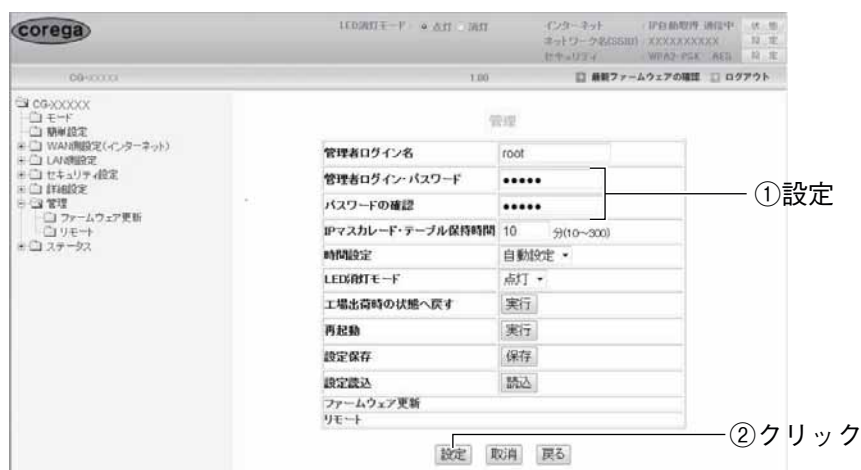 corega
LED消灯モード: 点灯 消灯
インターネット :IP自動取得 通信中 状態
ネットワーク名(SSID) :XXXXXXXXXX 設定
セキュリティ :WPA2-PSK AES 設定
CG-XXXXX 1.00 最新ファームウェアの確認 ログアウト
CG-XXXXXX
モード
簡単設定
WAN側設定(インターネット)
LAN側設定
セキュリティ設定
詳細設定
管理
ファームウェア更新
リモート
ステータス
管理
管理者ログイン名 root
管理者ログイン・パスワード ●●●●●
パスワードの確認 ●●●●●
①設定
IPマスカレード・テーブル保持時間 10 分(10～300)
時間設定 自動設定
LED消灯モード 点灯
工場出荷時の状態へ戻す 実行
再起動 実行
設定保存 保存
設定読込 読込
ファームウェア更新
リモート
②クリック
設定 取消 戻る